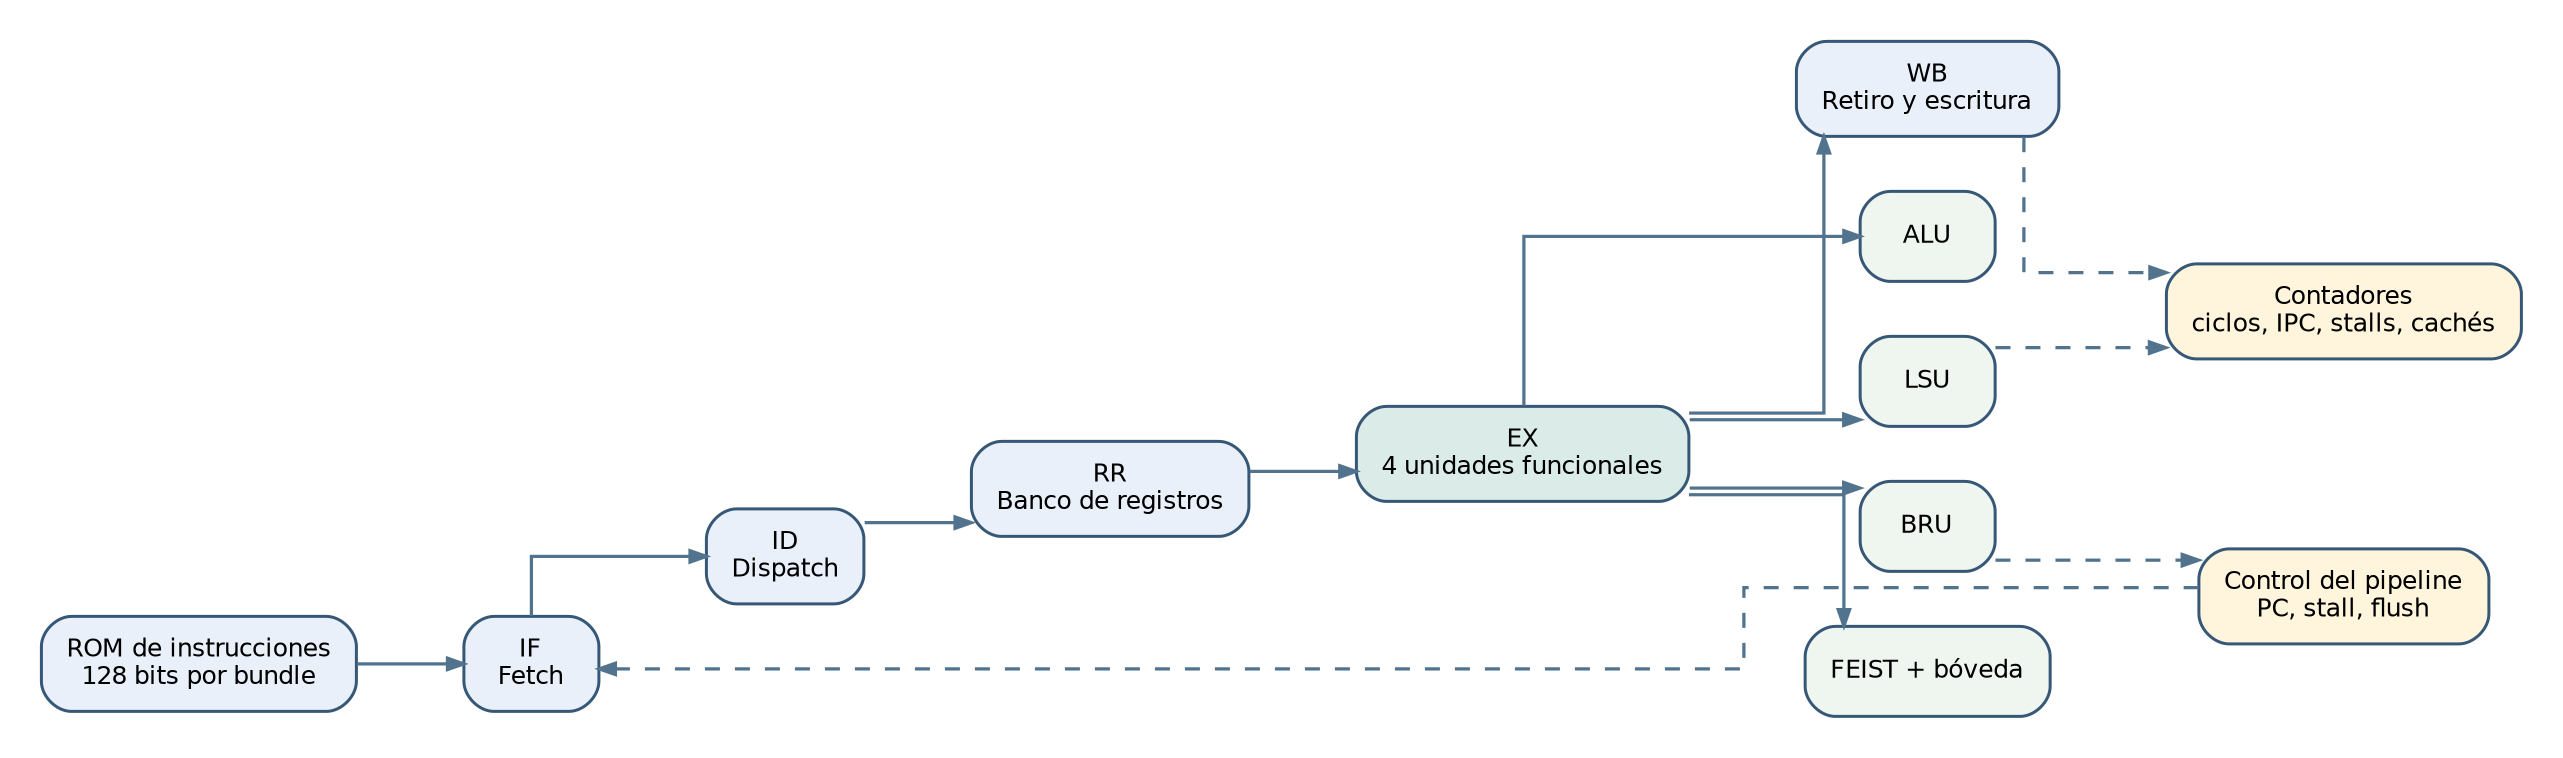 ROM de instrucciones
128 bits por bundle
IF
Fetch
ID
Dispatch
RR
Banco de registros
EX
4 unidades funcionales
WB
Retiro y escritura
ALU
LSU
BRU
FEIST + bóveda
Contadores
ciclos, IPC, stalls, cachés
Control del pipeline
PC, stall, flush